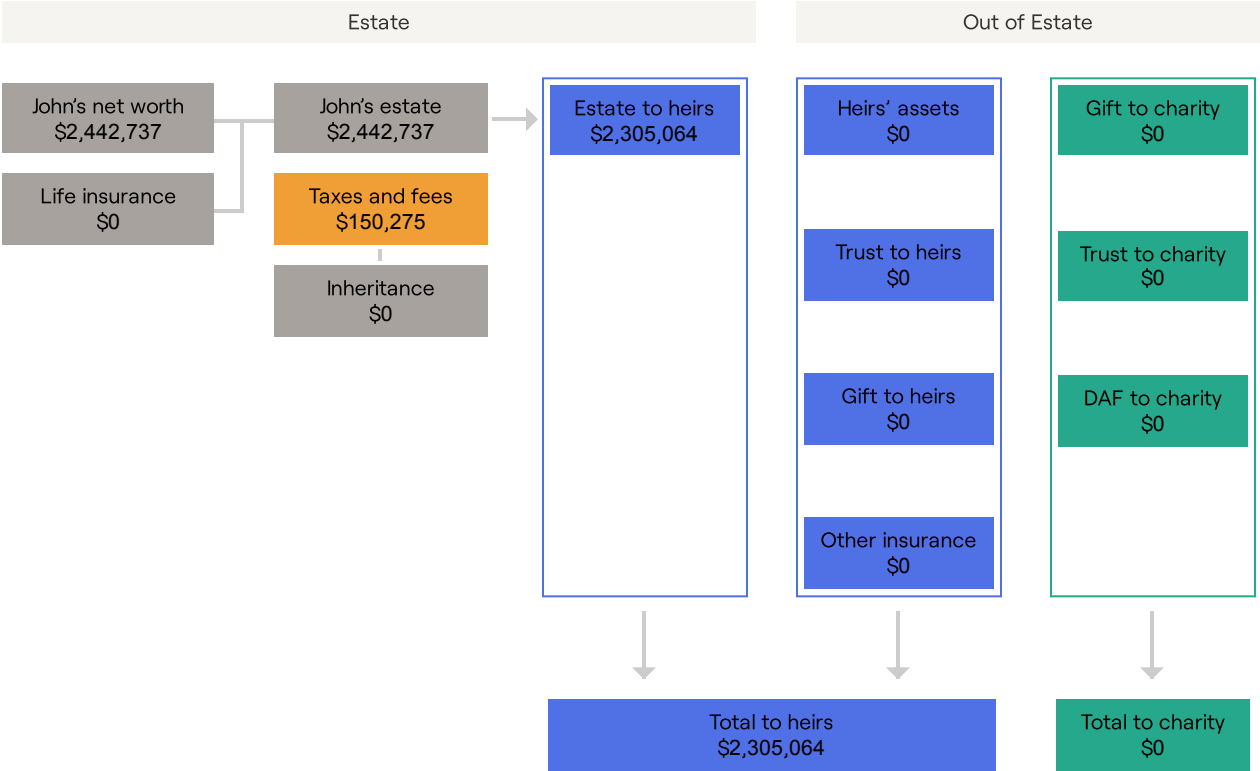 Estate
Out of Estate
John’s net worth
$2,442,737
John’s estate
$2,442,737
Estate to heirs
$2,305,064
Heirs’ assets
$0
Gift to charity
$0
Life insurance
$0
Taxes and fees
$150,275
Inheritance
$0
Trust to heirs
$0
Trust to charity
$0
Gift to heirs
$0
DAF to charity
$0
Other insurance
$0
Total to heirs
$2,305,064
Total to charity
$0